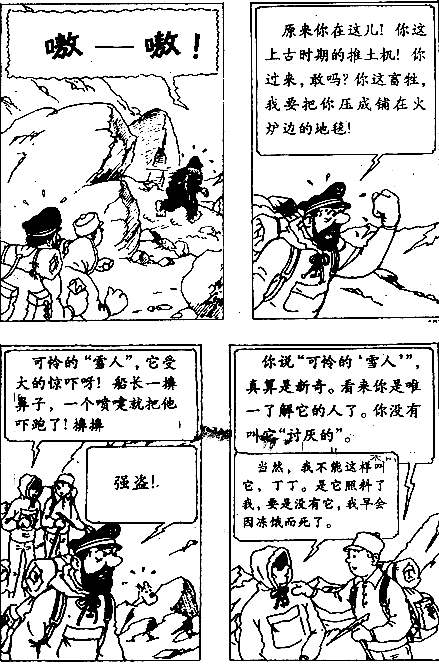 嗷——嗷！
原来你在这儿！你这
上古时期的推土机！你
过来，敢吗？你这畜牲，
我要把你压成铺在火
炉边的地毯！
可怜的“雪人”，它受
大的惊吓呀！船长一擤
鼻子，一个喷嚏就把他
吓跑了！擤擤
强盗！
你说“可怜的‘雪人’”，
真算是新奇。看来你是唯
一了解它的人了。你没有
叫它“讨厌的”。
当然，我不能这样叫
它，丁丁。是它照料了
我，要是没有它，我早会
因冻饿而死了。